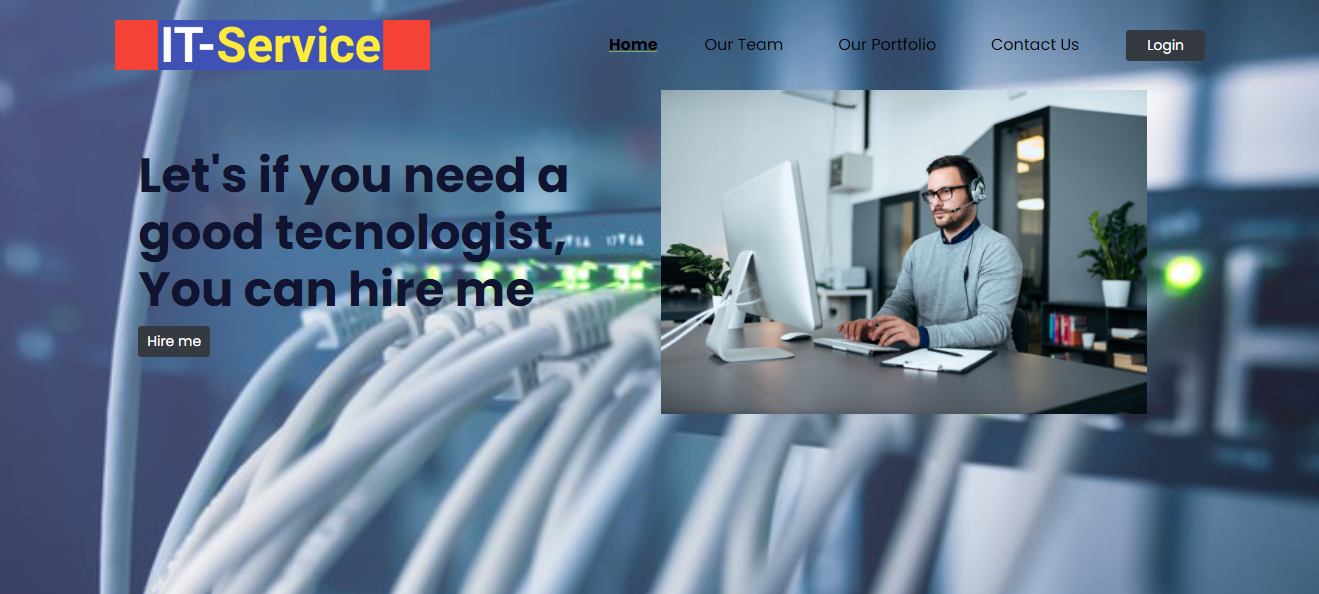 IT-Service
Home Our Team Our Portfolio Contact Us Login
Let's if you need a
good tecnologist,
You can hire me
Hire me